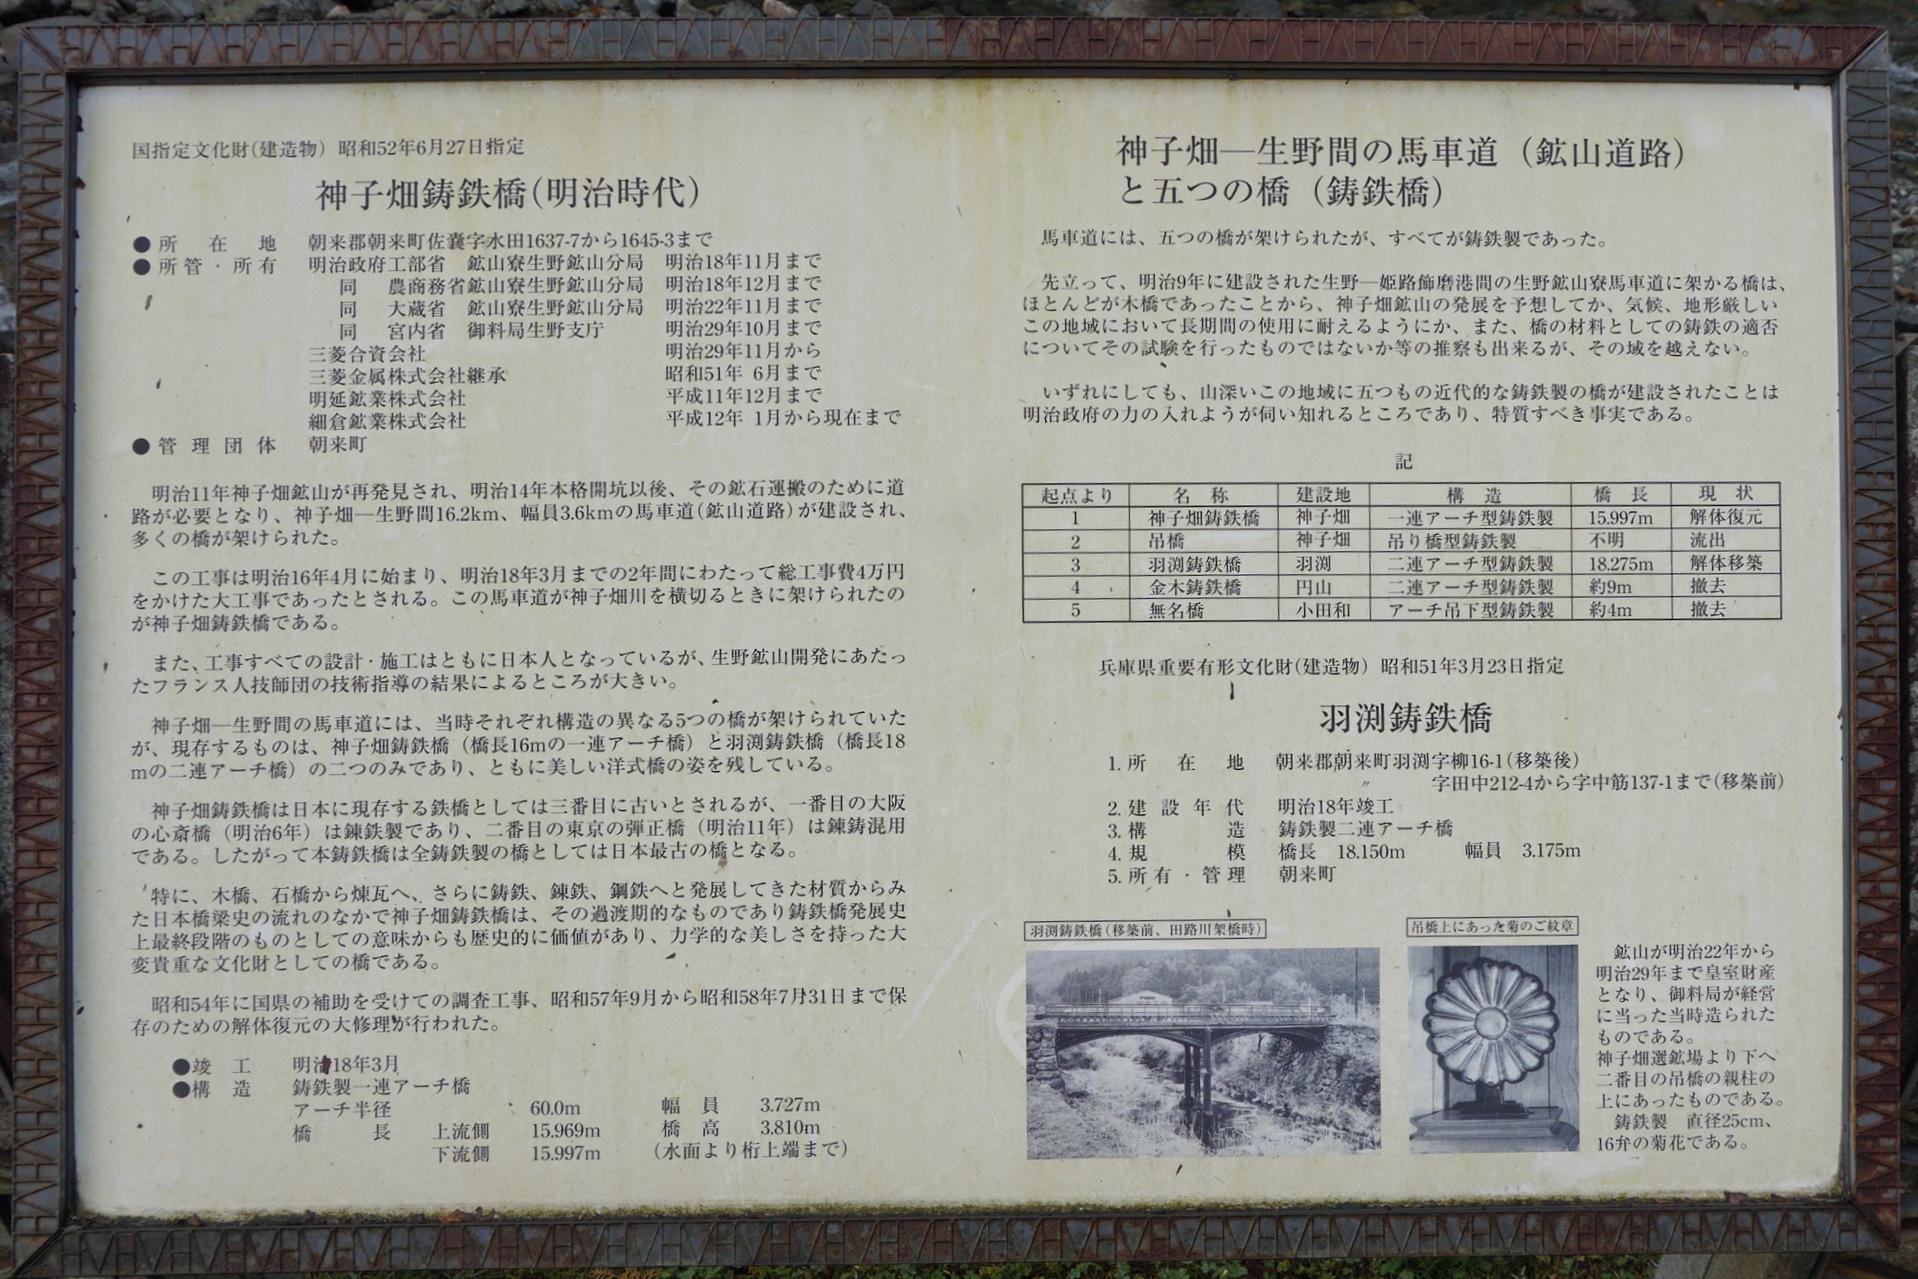 国指定文化財(建造物) 昭和52年6月27日指定
神子畑鋳鉄橋(明治時代)
●所在地 朝来郡朝来町佐嚢字水田1637-7から1645-3まで
●所管・所有 明治政府工部省 鉱山寮生野鉱山分局 明治18年11月まで
同 農商務省鉱山寮生野鉱山分局 明治18年12月まで
同 大蔵省 鉱山寮生野鉱山分局 明治22年11月まで
同 宮内省 御料局生野支庁 明治29年10月まで
三菱合資会社 明治29年11月から
三菱金属株式会社継承 昭和51年 6月まで
明延鉱業株式会社 平成11年12月まで
細倉鉱業株式会社 平成12年 1月から現在まで
●管理団体 朝来町
明治11年神子畑鉱山が再発見され、明治14年本格開坑以後、その鉱石運搬のために道
路が必要となり、神子畑―生野間16.2km、幅員3.6kmの馬車道(鉱山道路)が建設され、
多くの橋が架けられた。
この工事は明治16年4月に始まり、明治18年3月までの2年間にわたって総工事費4万円
をかけた大工事であったとされる。この馬車道が神子畑川を横切るときに架けられたの
が神子畑鋳鉄橋である。
また、工事すべての設計・施工はともに日本人となっているが、生野鉱山開発にあたっ
たフランス人技師団の技術指導の結果によるところが大きい。
神子畑―生野間の馬車道には、当時それぞれ構造の異なる5つの橋が架けられていた
が、現存するものは、神子畑鋳鉄橋（橋長16mの一連アーチ橋）と羽渕鋳鉄橋（橋長18
mの二連アーチ橋）の二つのみであり、ともに美しい洋式橋の姿を残している。
神子畑鋳鉄橋は日本に現存する鉄橋としては三番目に古いとされるが、一番目の大阪
の心斎橋（明治6年）は錬鉄製であり、二番目の東京の弾正橋（明治11年）は錬鋳混用
である。したがって本鋳鉄橋は全鋳鉄製の橋としては日本最古の橋となる。
特に、木橋、石橋から煉瓦へ、さらに鋳鉄、錬鉄、鋼鉄へと発展してきた材質からみ
た日本橋梁史の流れのなかで神子畑鋳鉄橋は、その過渡期的なものであり鋳鉄橋発展史
上最終段階のものとしての意味からも歴史的に価値があり、力学的な美しさを持った大
変貴重な文化財としての橋である。
昭和54年に国県の補助を受けての調査工事、昭和57年9月から昭和58年7月31日まで保
存のための解体復元の大修理が行われた。
●竣工 明治18年3月
●構造 鋳鉄製一連アーチ橋
アーチ半径 60.0m 幅員 3.727m
橋長 上流側 15.969m 橋高 3.810m
下流側 15.997m （水面より桁上端まで）
神子畑―生野間の馬車道（鉱山道路）
と五つの橋（鋳鉄橋）
馬車道には、五つの橋が架けられたが、すべてが鋳鉄製であった。
先立って、明治9年に建設された生野―姫路飾磨港間の生野鉱山寮馬車道に架かる橋は、
ほとんどが木橋であったことから、神子畑鉱山の発展を予想してか、気候、地形厳しい
この地域において長期間の使用に耐えるようにか、また、橋の材料としての鋳鉄の適否
についてその試験を行ったものではないか等の推察も出来るが、その域を越えない。
いずれにしても、山深いこの地域に五つもの近代的な鋳鉄製の橋が建設されたことは
明治政府の力の入れようが伺い知れるところであり、特質すべき事実である。
記
起点より 名称 建設地 構造 橋長 現状
1 神子畑鋳鉄橋 神子畑 一連アーチ型鋳鉄製 15.997m 解体復元
2 吊橋 神子畑 吊り橋型鋳鉄製 不明 流出
3 羽渕鋳鉄橋 羽渕 二連アーチ型鋳鉄製 18.275m 解体移築
4 金木鋳鉄橋 円山 二連アーチ型鋳鉄製 約9m 撤去
5 無名橋 小田和 アーチ吊下型鋳鉄製 約4m 撤去
兵庫県重要有形文化財(建造物) 昭和51年3月23日指定
羽渕鋳鉄橋
1.所在地 朝来郡朝来町羽渕字柳16-1(移築後)
〃 字田中212-4から字中筋137-1まで(移築前)
2.建設年代 明治18年竣工
3.構造 鋳鉄製二連アーチ橋
4.規模 橋長 18.150m 幅員 3.175m
5.所有・管理 朝来町
羽渕鋳鉄橋(移築前、田路川架橋時)
吊橋上にあった菊のご紋章
鉱山が明治22年から
明治29年まで皇室財産
となり、御料局が経営
に当った当時造られた
ものである。
神子畑選鉱場より下へ
二番目の吊橋の親柱の
上にあったものである。
鋳鉄製 直径25cm、
16弁の菊花である。